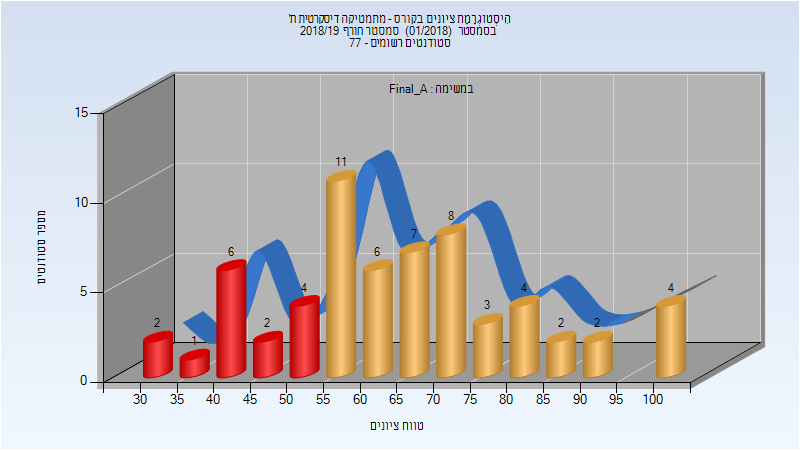 היסטוגרמת ציונים בקורס - מתמטיקה דיסקרטית ח'
בסמסטר (01/2018) סמסטר חורף 2018/19
סטודנטים רשומים - 77
במשימה : Final_A
מספר סטודנטים
15
10
5
0
2
1
6
2
4
11
6
7
8
3
4
2
2
4
30 35 40 45 50 55 60 65 70 75 80 85 90 95 100
טווח ציונים